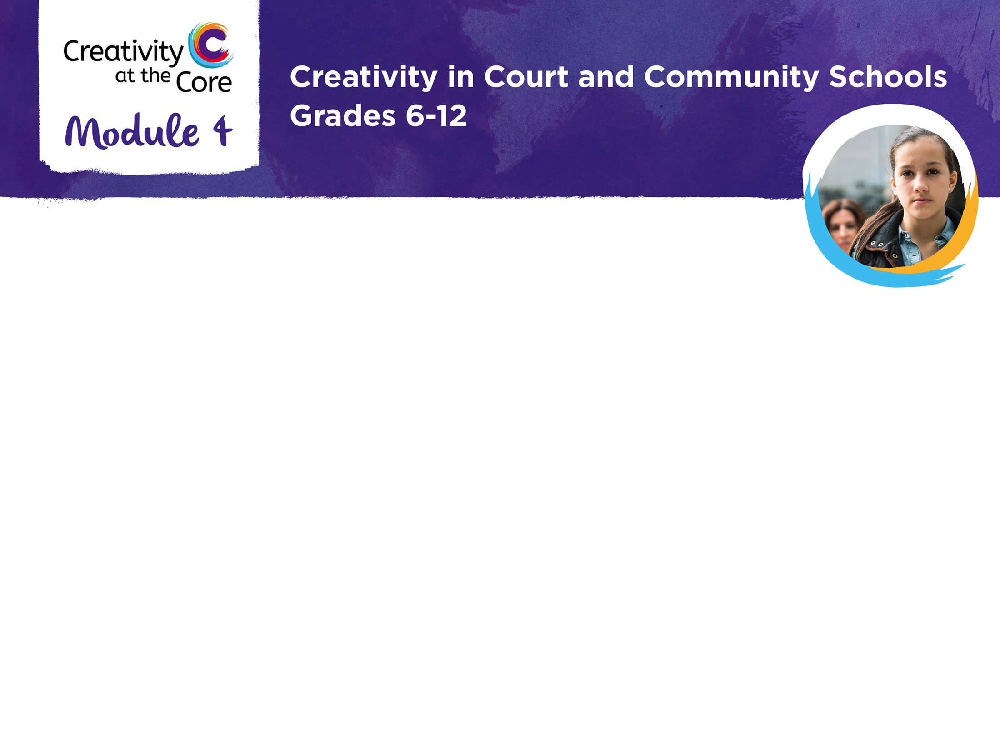 Creativity
at the Core
Module 4
Creativity in Court and Community Schools
Grades 6-12